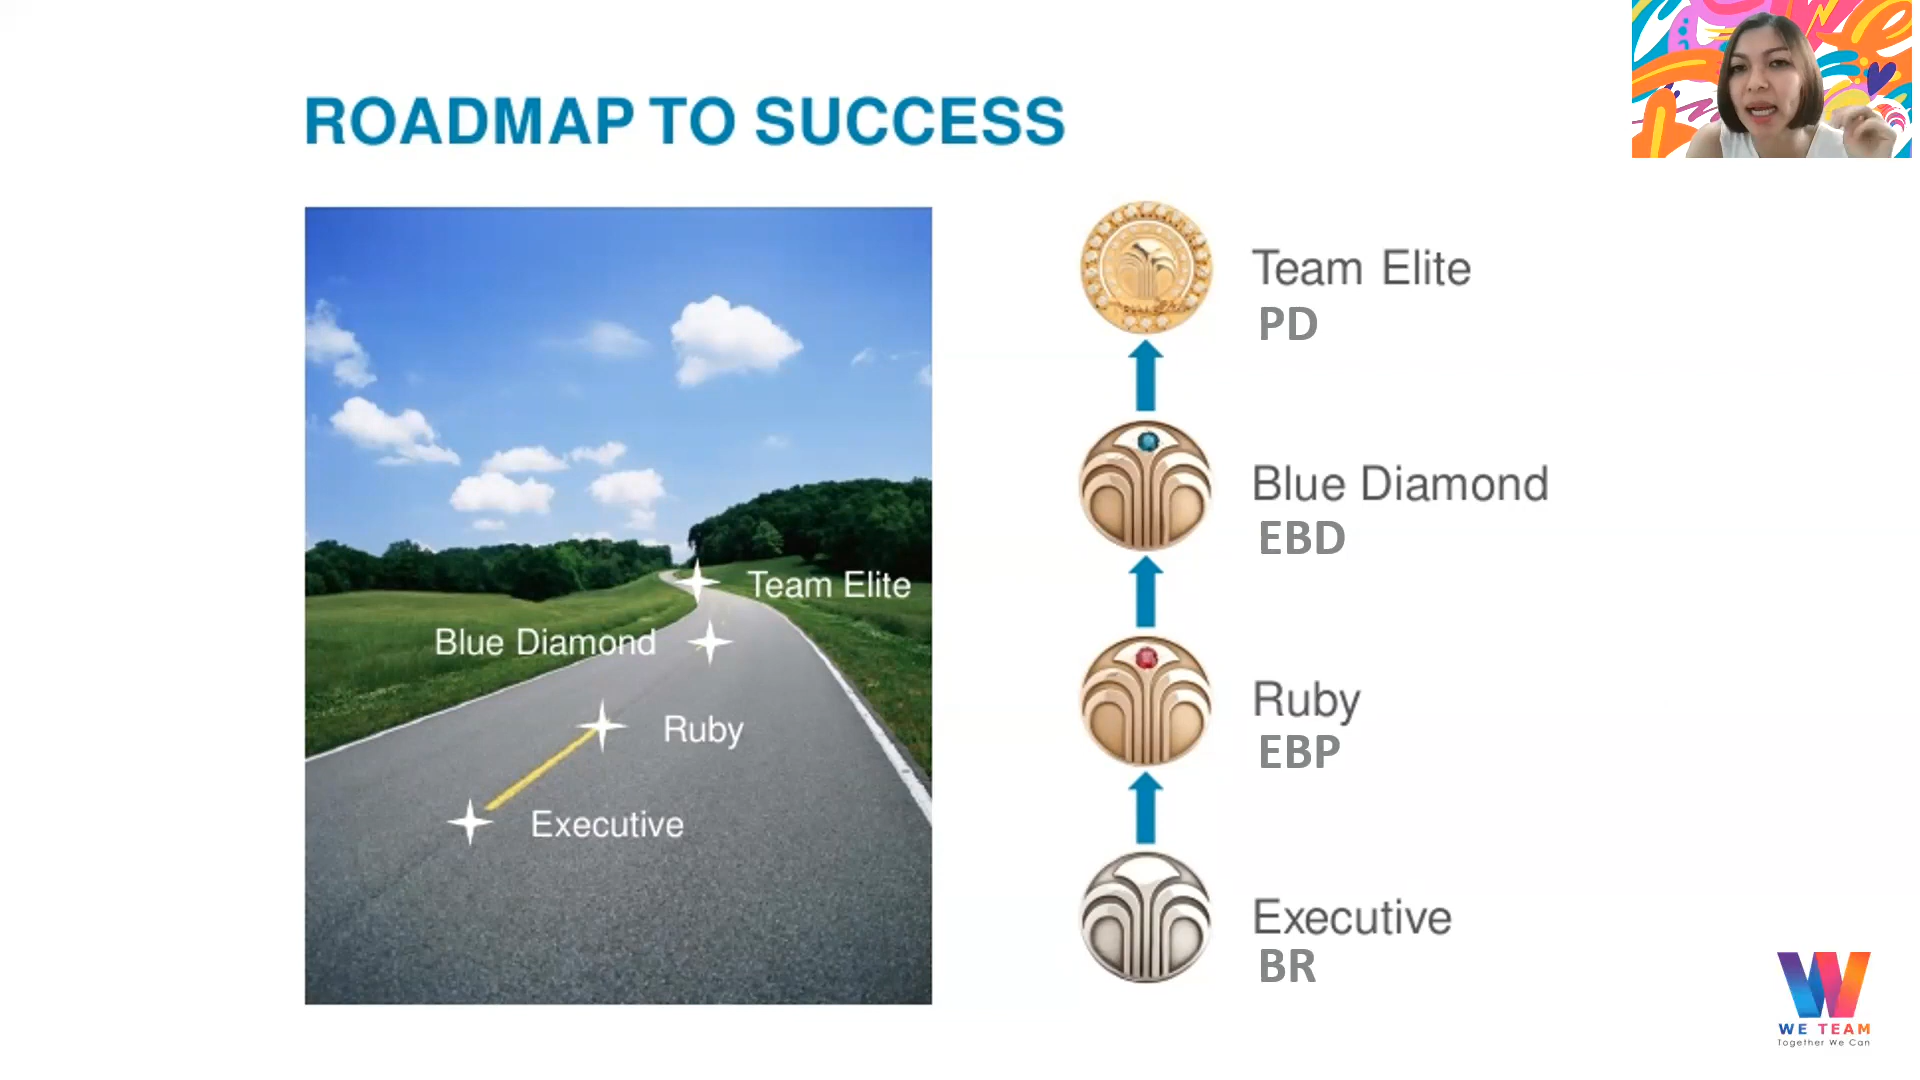 ROADMAP TO SUCCESS
Team Elite
Blue Diamond
Ruby
Executive
Team Elite
PD
Blue Diamond
EBD
Ruby
EBP
Executive
BR
WE TEAM
Together We Can